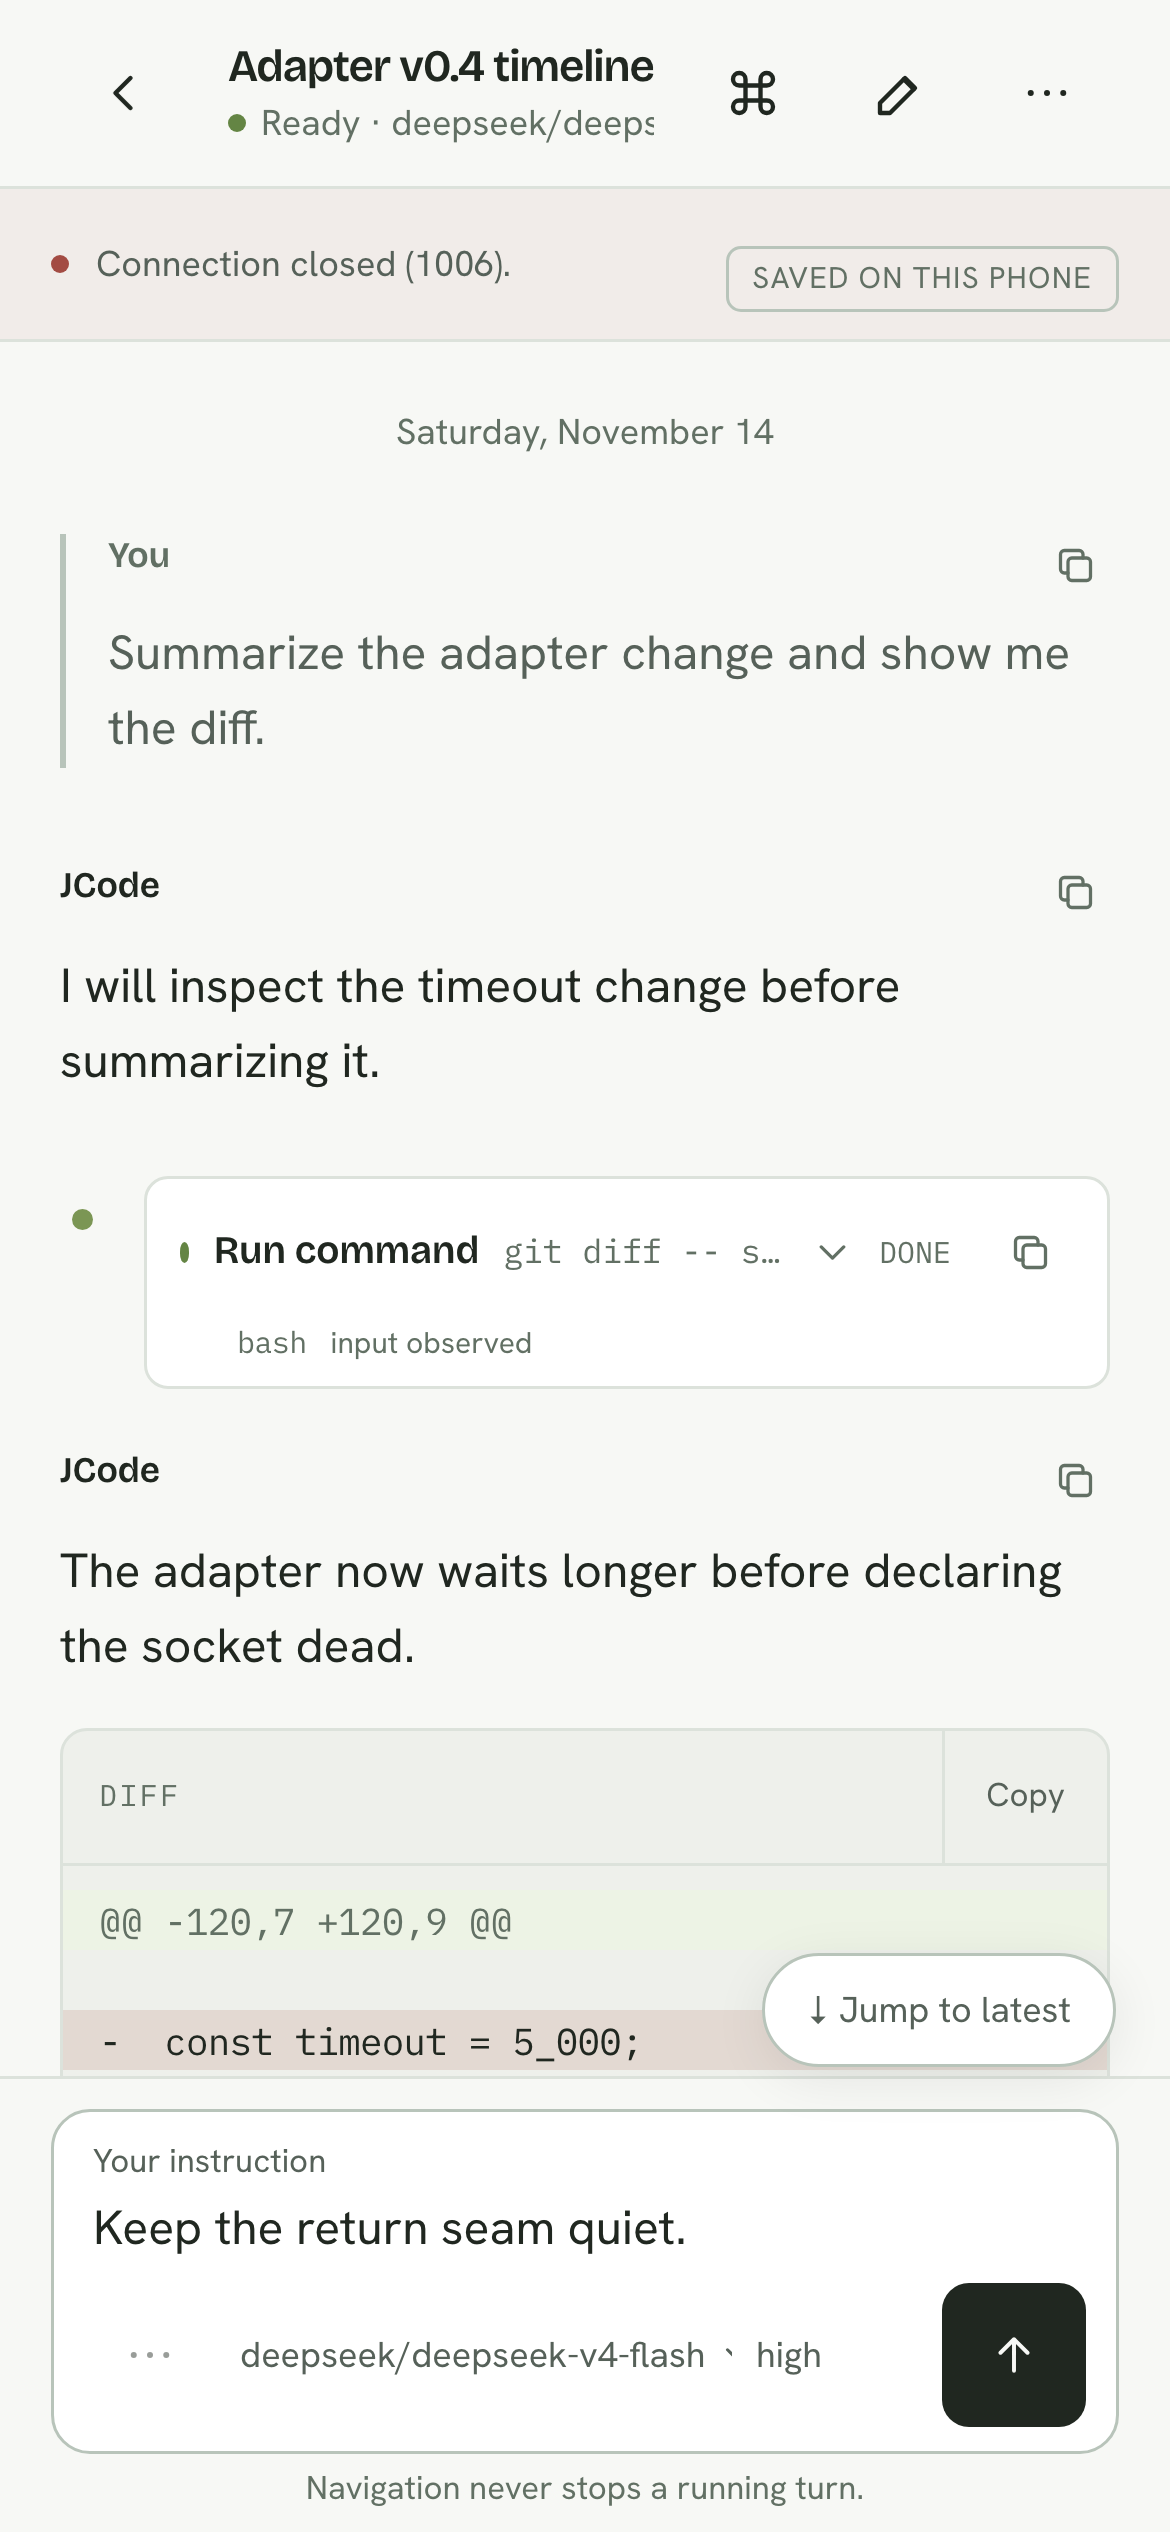 Adapter v0.4 timeline
Ready · deepseek/deeps
Connection closed (1006).
SAVED ON THIS PHONE
Saturday, November 14
You
Summarize the adapter change and show me
the diff.
JCode
I will inspect the timeout change before
summarizing it.
Run command git diff -- s… DONE
bash input observed
JCode
The adapter now waits longer before declaring
the socket dead.
DIFF
Copy
@@ -120,7 +120,9 @@
-  const timeout = 5_000;
↓ Jump to latest
Your instruction
Keep the return seam quiet.
··· deepseek/deepseek-v4-flash high
Navigation never stops a running turn.